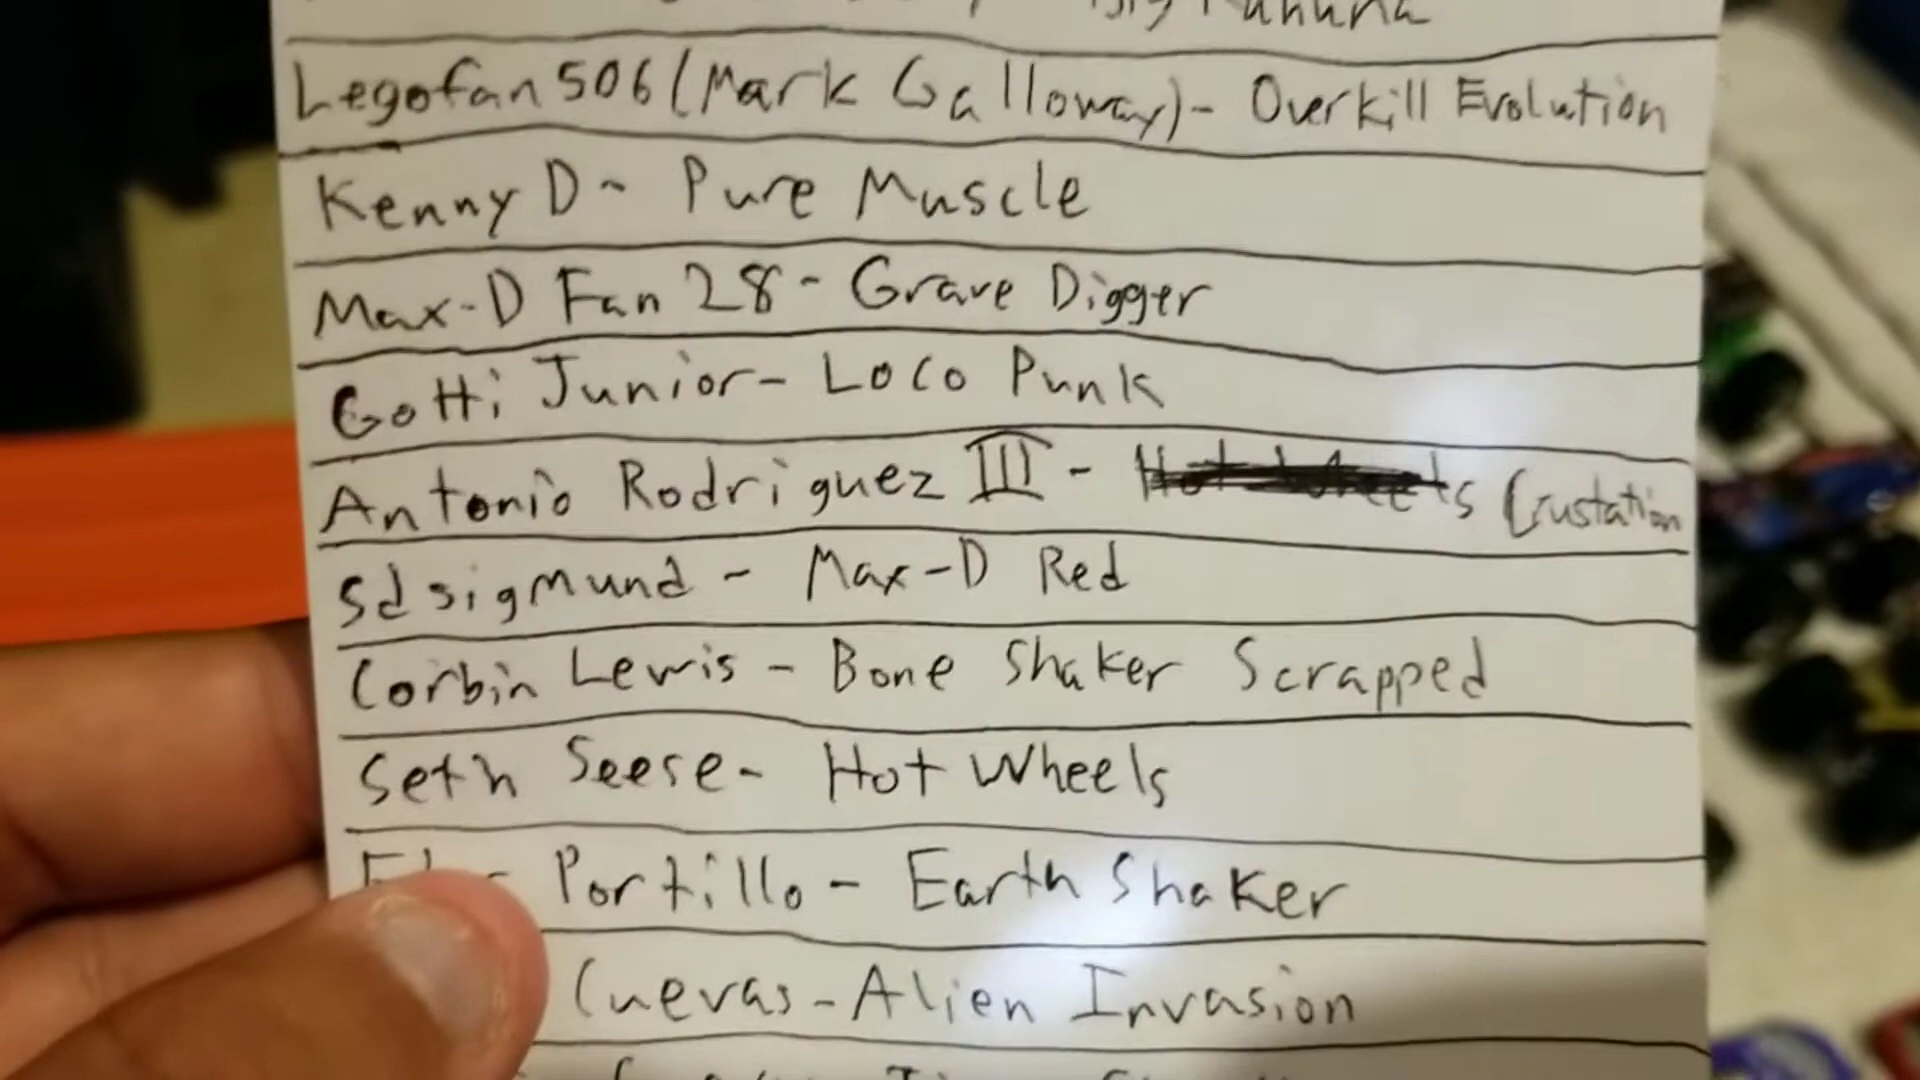 Legofan506 (Mark Galloway) - Overkill Evolution
Kenny D - Pure Muscle
Max-D Fan 28 - Grave Digger
Gotti Junior - Loco Punk
Antonio Rodriguez III - Crustation
Sdsigmund - Max-D Red
Corbin Lewis - Bone Shaker Scrapped
Seth Seese - Hot Wheels
Portillo - Earth Shaker
Cuevas - Alien Invasion